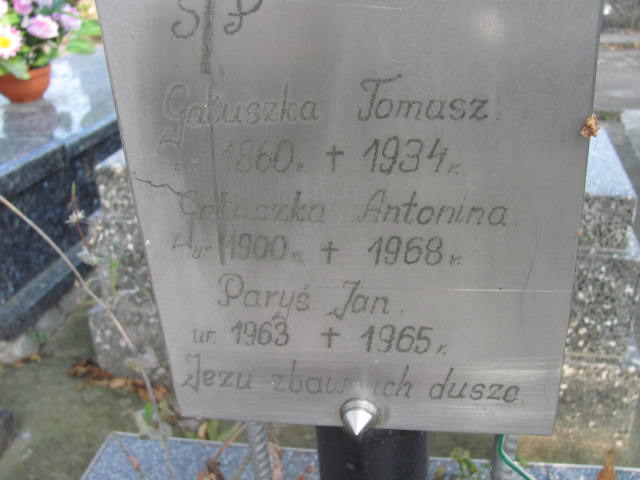 Ś P
Gałuszka Tomasz
ur 1860 r. + 1934 r.
Gałuszka Antonina
ur 1900 r. + 1968 r.
Paryś Jan
ur. 1963 + 1965 r.
Jezu zbaw ich dusze